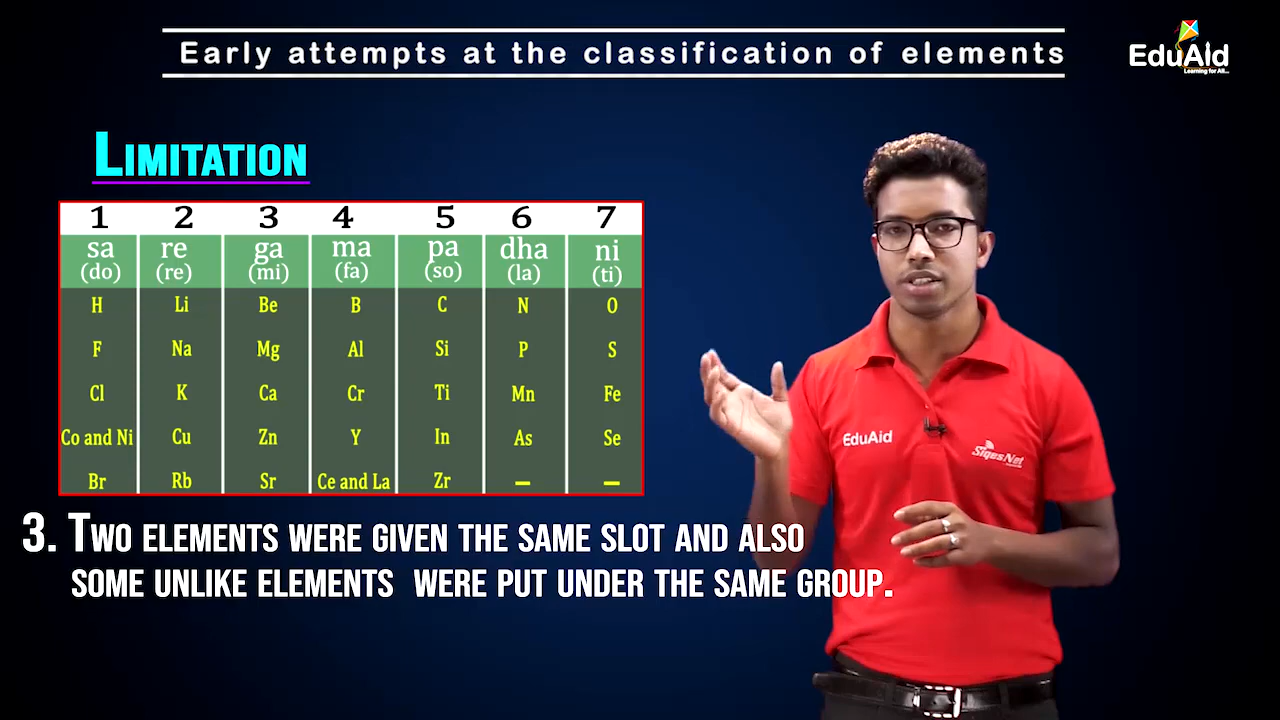 Early attempts at the classification of elements
EduAid
Learning for All...
LIMITATION
1 2 3 4 5 6 7
sa re ga ma pa dha ni
(do) (re) (mi) (fa) (so) (la) (ti)
H Li Be B C N O
F Na Mg Al Si P S
Cl K Ca Cr Ti Mn Fe
Co and Ni Cu Zn Y In As Se
Br Rb Sr Ce and La Zr — —
3. TWO ELEMENTS WERE GIVEN THE SAME SLOT AND ALSO
SOME UNLIKE ELEMENTS WERE PUT UNDER THE SAME GROUP.
EduAid
SiqesNet